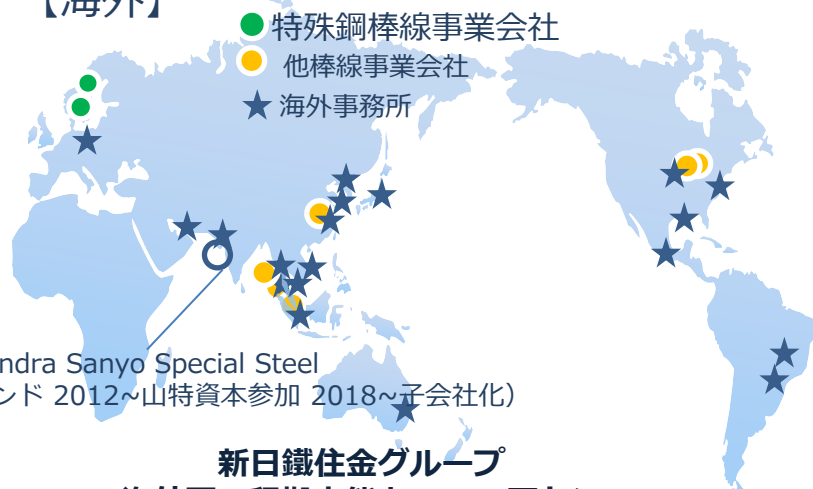 【海外】
特殊鋼棒線事業会社
他棒線事業会社
海外事務所
ndra Sanyo Special Steel
ンド 2012~山特資本参加 2018~子会社化）
新日鐵住金グループ